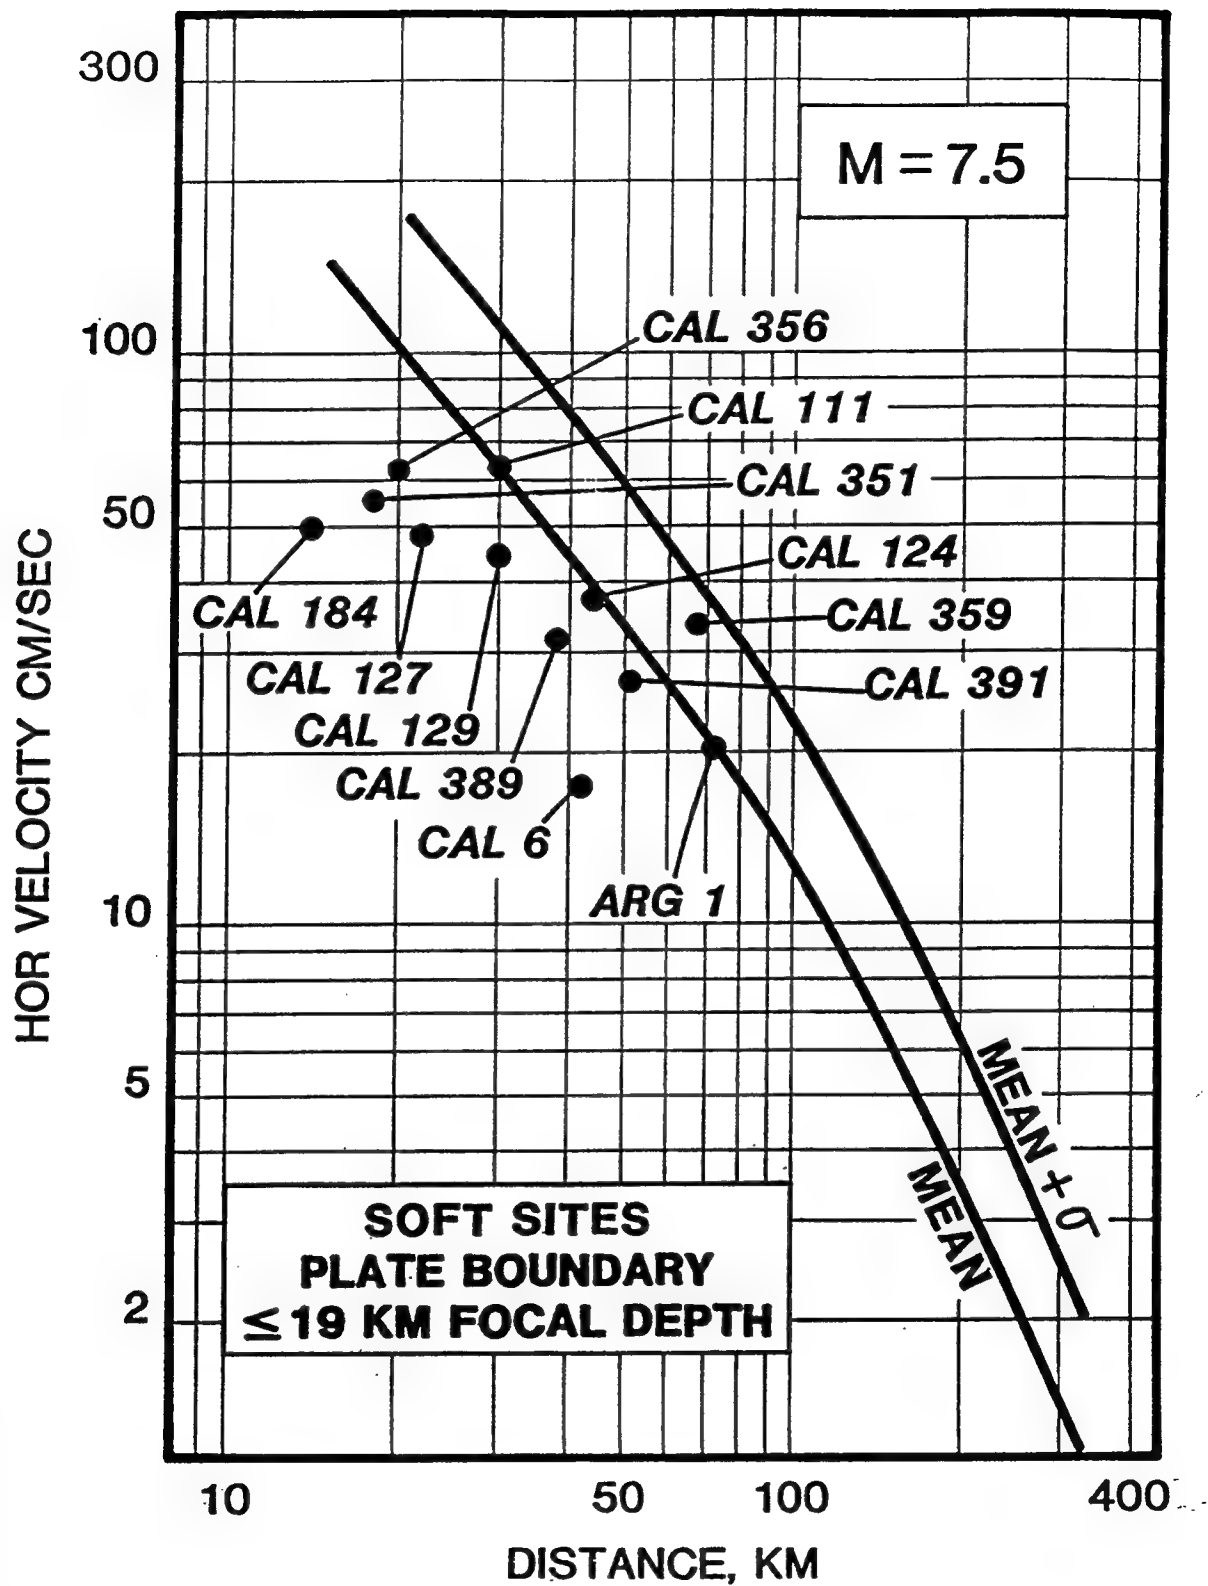 300
100
50
10
5
2
HOR VELOCITY CM/SEC
M = 7.5
CAL 356
CAL 111
CAL 351
CAL 124
CAL 184
CAL 359
CAL 127
CAL 391
CAL 129
CAL 389
CAL 6
ARG 1
MEAN + σ
MEAN
SOFT SITES
PLATE BOUNDARY
≤ 19 KM FOCAL DEPTH
10
50
100
400
DISTANCE, KM